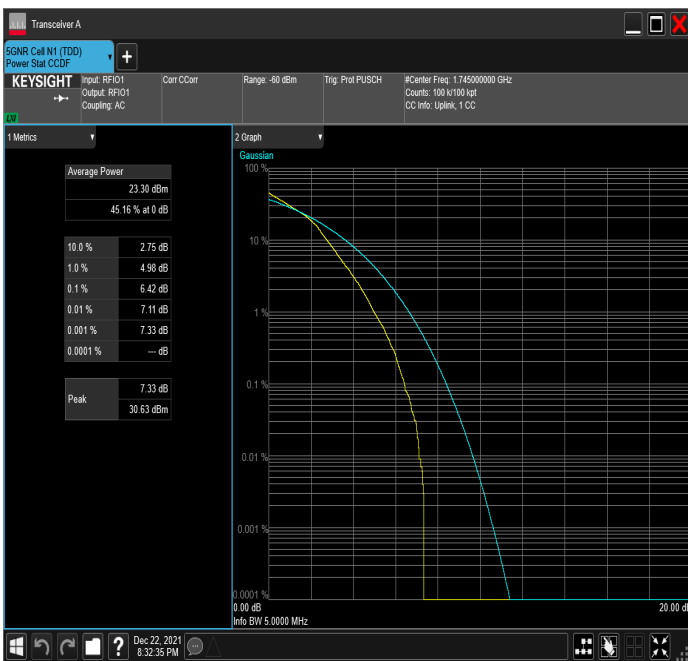 Transceiver A
5GNR Cell N1 (TDD)
Power Stat CCDF
+
KEYSIGHT
LXI
Input: RFIO1
Output: RFIO1
Coupling: AC
Corr CCorr
Range: -60 dBm
Trig: Prot PUSCH
#Center Freq: 1.745000000 GHz
Counts: 100 k/100 kpt
CC Info: Uplink, 1 CC
1 Metrics
Average Power
23.30 dBm
45.16 % at 0 dB
10.0 % 2.75 dB
1.0 % 4.98 dB
0.1 % 6.42 dB
0.01 % 7.11 dB
0.001 % 7.33 dB
0.0001 % --- dB
Peak
7.33 dB
30.63 dBm
2 Graph
Gaussian
100 %
10 %
1 %
0.1 %
0.01 %
0.001 %
0.0001 %
0.00 dB
20.00 dB
Info BW 5.0000 MHz
?
Dec 22, 2021
8:32:35 PM